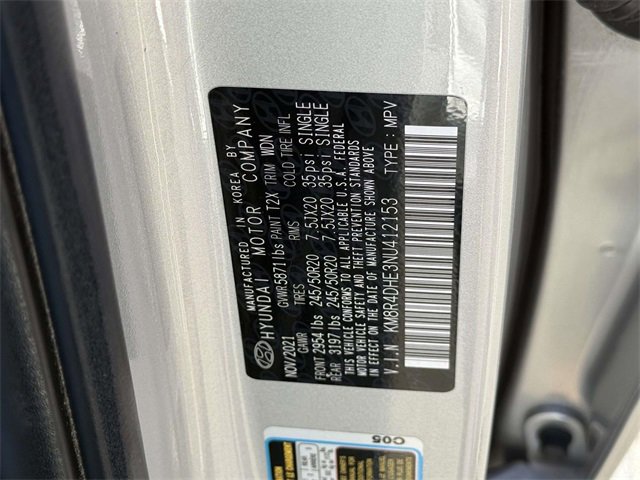 MANUFACTURED IN KOREA BY
HYUNDAI MOTOR COMPANY
NOV/2021 GVWR5871lbs PAINT T2X TRIM WDN
GAWR TIRES RIMS COLD TIRE INFL
FRONT 2954lbs 245/50R20 7.5JX20 35psi SINGLE
REAR 3197lbs 245/50R20 7.5JX20 35psi SINGLE
THIS VEHICLE CONFORMS TO ALL APPLICABLE U.S.A. FEDERAL
MOTOR VEHICLE SAFETY AND THEFT PREVENTION STANDARDS
IN EFFECT ON THE DATE OF MANUFACTURE SHOWN ABOVE
V.I.N KM8R4DHE3NU412153 TYPE : MPV
C05